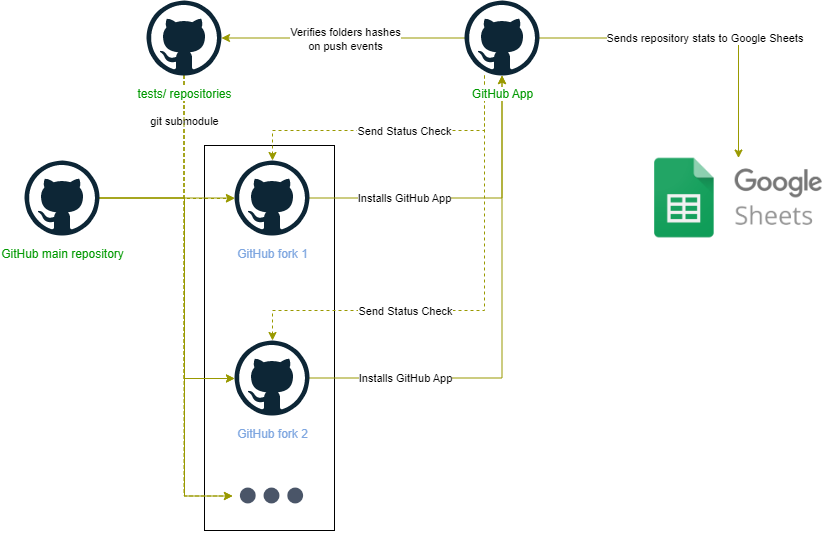 Verifies folders hashes
on push events
Sends repository stats to Google Sheets
tests/ repositories
GitHub App
git submodule
Send Status Check
Google
Sheets
Installs GitHub App
GitHub main repository
GitHub fork 1
Send Status Check
Installs GitHub App
GitHub fork 2